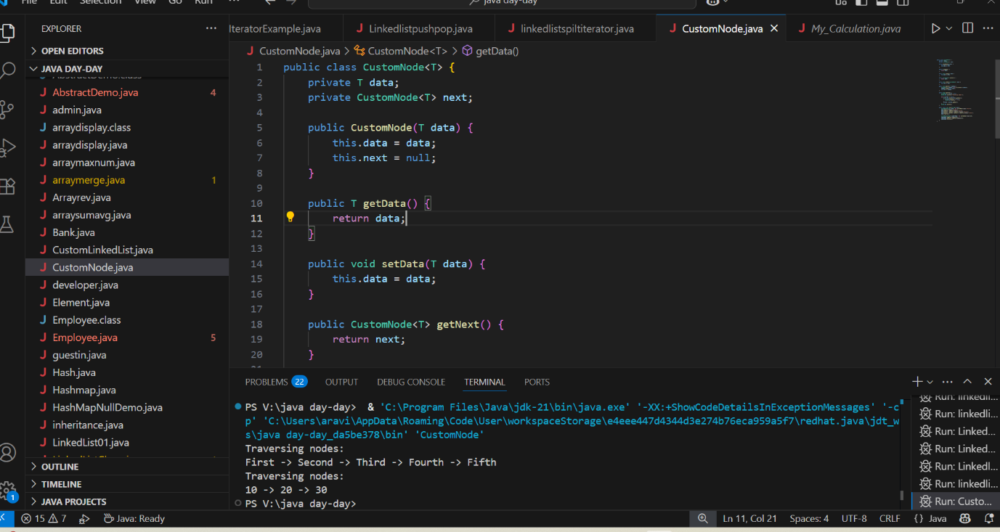 File Edit Selection View Go Run ···
java day-day
EXPLORER
OPEN EDITORS
JAVA DAY-DAY
AbstractDemo.class
AbstractDemo.java 4
admin.java
arraydisplay.class
arraydisplay.java
arraymaxnum.java
arraymerge.java 1
Arrayrev.java
arraysumavg.java
Bank.java
CustomLinkedList.java
CustomNode.java
developer.java
Element.java
Employee.class
Employee.java 5
guestin.java
Hash.java
Hashmap.java
HashMapNullDemo.java
inheritance.java
LinkedList01.java
OUTLINE
TIMELINE
JAVA PROJECTS
IteratorExample.java Linkedlistpushpop.java linkedlistspiltiterator.java CustomNode.java My_Calculation.java
CustomNode.java > CustomNode<T> > getData()
1 public class CustomNode<T> {
2 private T data;
3 private CustomNode<T> next;
4
5 public CustomNode(T data) {
6 this.data = data;
7 this.next = null;
8 }
9
10 public T getData() {
11 return data;
12 }
13
14 public void setData(T data) {
15 this.data = data;
16 }
17
18 public CustomNode<T> getNext() {
19 return next;
20 }
PROBLEMS 22 OUTPUT DEBUG CONSOLE TERMINAL PORTS
PS V:\java day-day> & 'C:\Program Files\Java\jdk-21\bin\java.exe' '-XX:+ShowCodeDetailsInExceptionMessages' '-c
p' 'C:\Users\aravi\AppData\Roaming\Code\User\workspaceStorage\e4eee447d4344d3e274b76eca959a5f7\redhat.java\jdt_w
s\java day-day_da5be378\bin' 'CustomNode'
Traversing nodes:
First -> Second -> Third -> Fourth -> Fifth
Traversing nodes:
10 -> 20 -> 30
PS V:\java day-day>
Run: linkedli...
Run: linkedli...
Run: Linked...
Run: Linked...
Run: Linkedl...
Run: linkedli...
Run: Custo...
1
15 7 Java: Ready Ln 11, Col 21 Spaces: 4 UTF-8 CRLF {} Java